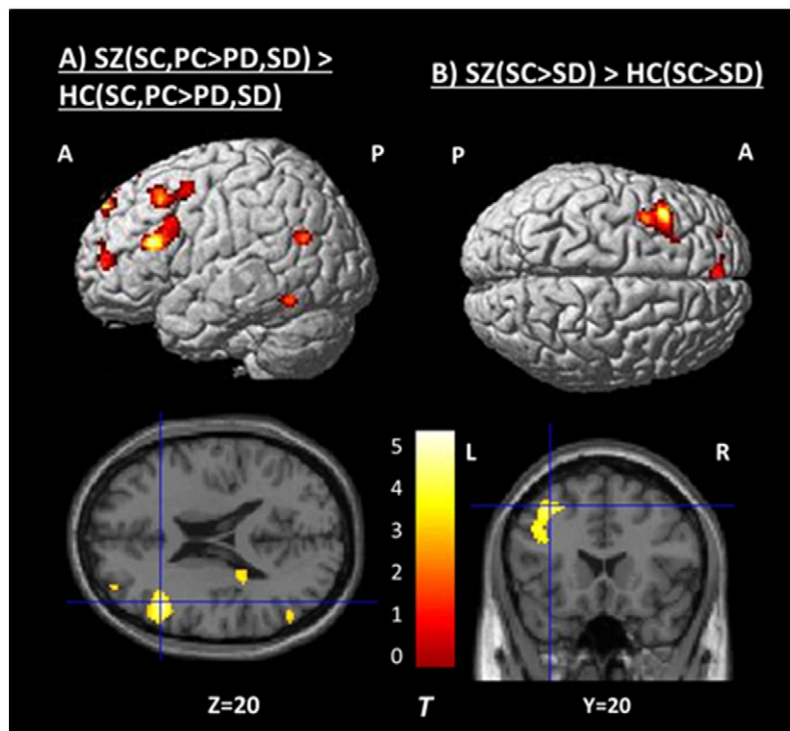 A) SZ(SC,PC>PD,SD) >
HC(SC,PC>PD,SD)
B) SZ(SC>SD) > HC(SC>SD)
A P
P A
5
4
3
2
1
0
L R
Z=20
T
Y=20